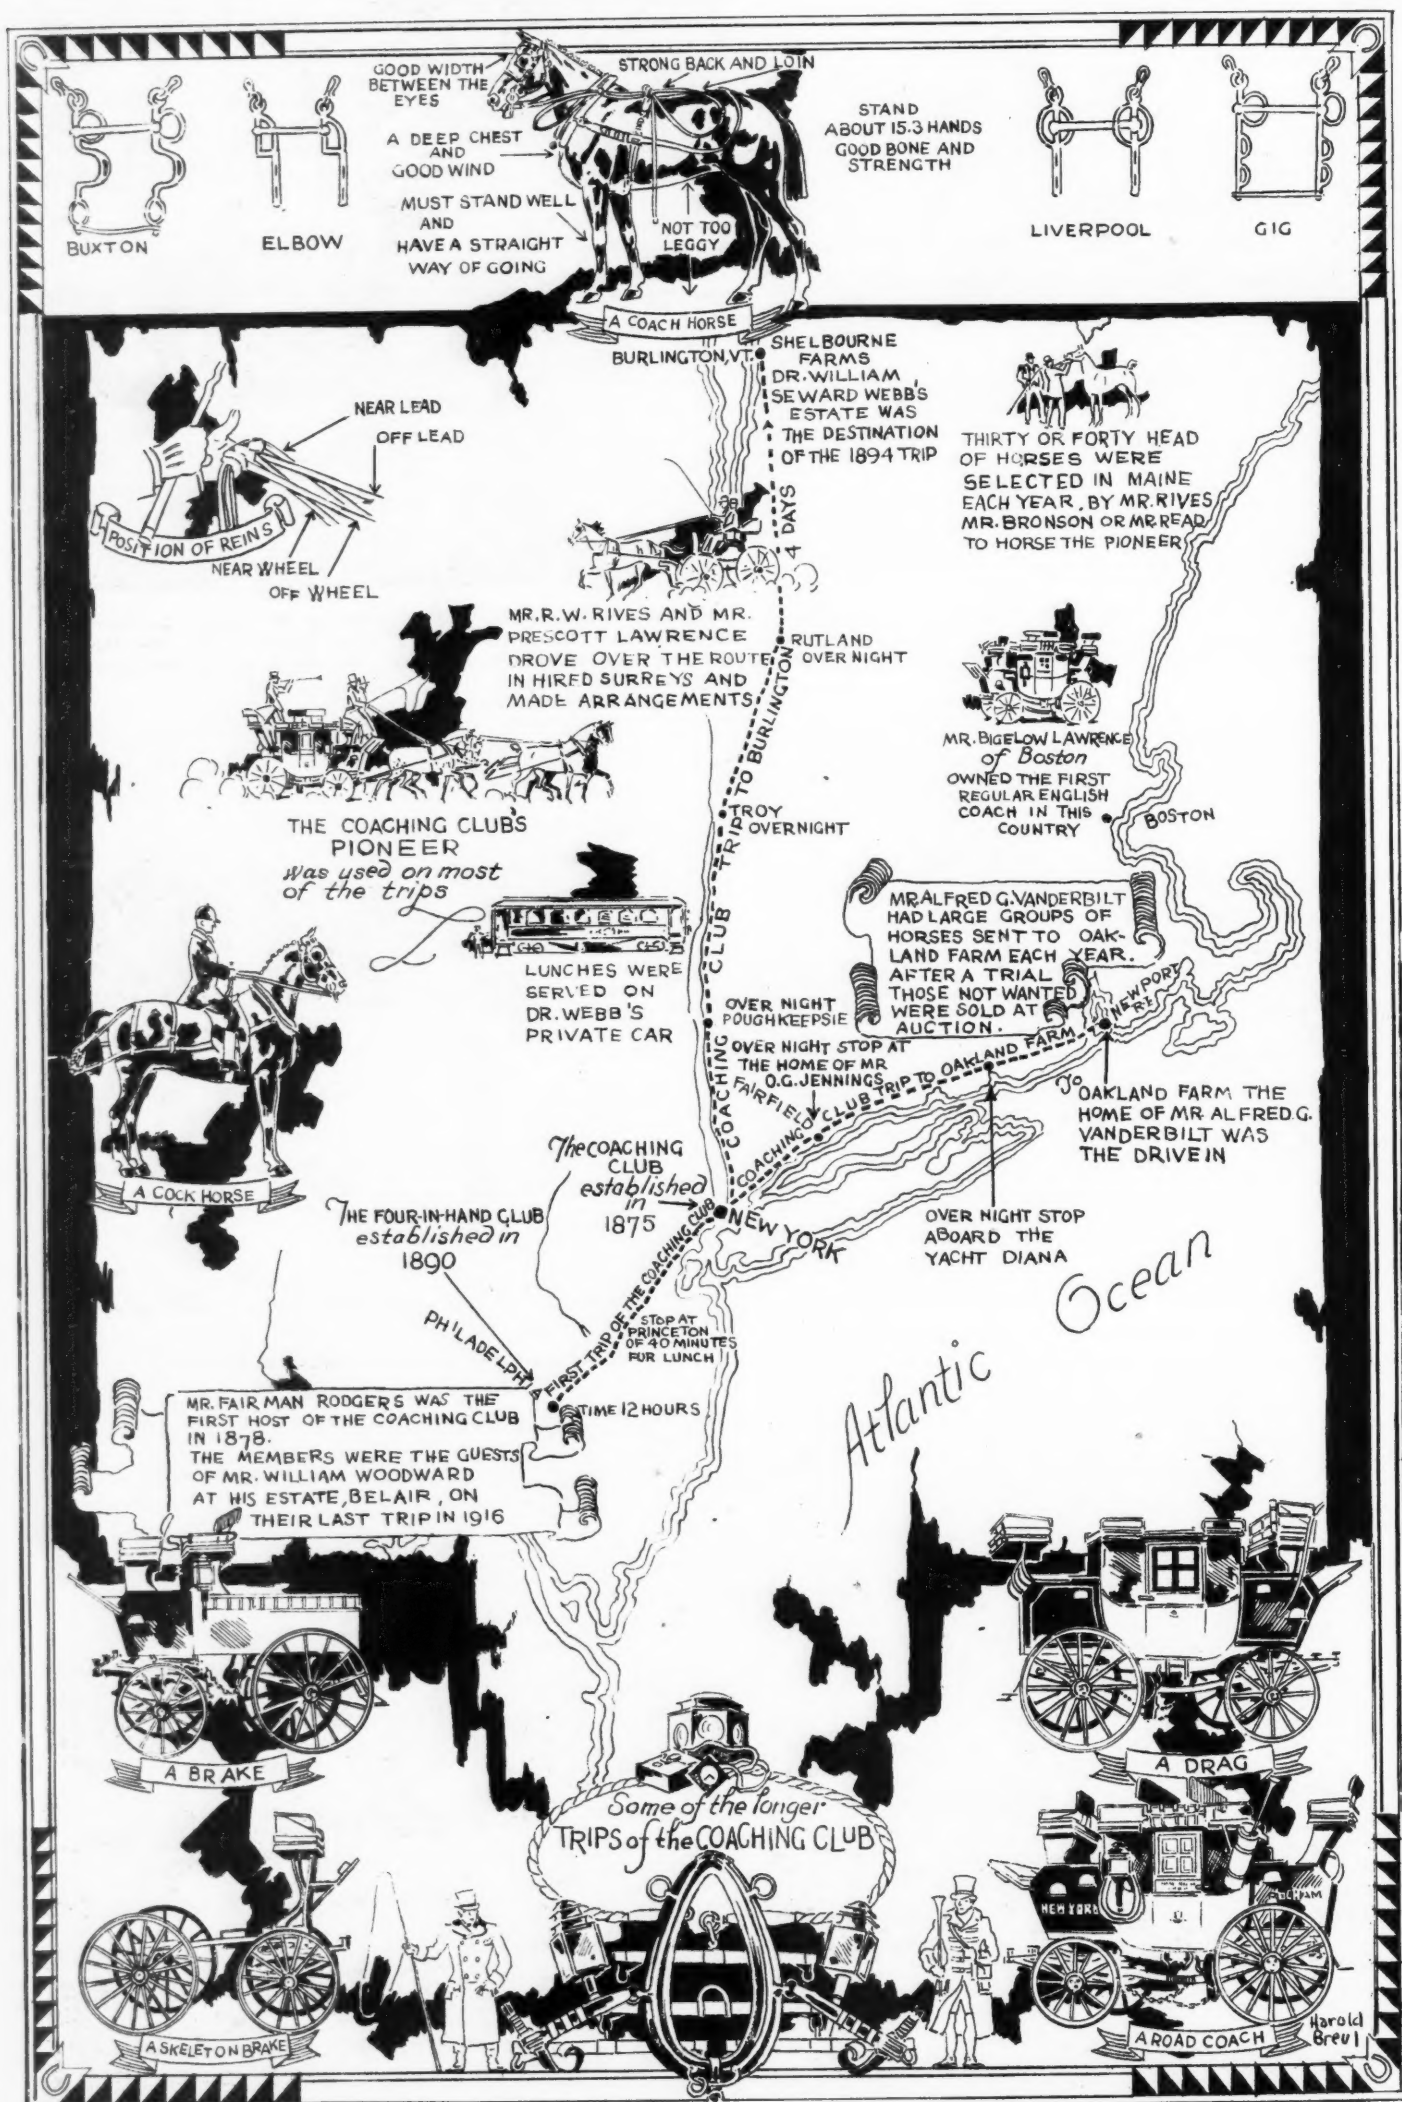 GOOD WIDTH
BETWEEN THE
EYES
STRONG BACK AND LOIN
A DEEP CHEST
AND
GOOD WIND
MUST STAND WELL
AND
HAVE A STRAIGHT
WAY OF GOING
NOT TOO
LEGGY
STAND
ABOUT 15.3 HANDS
GOOD BONE AND
STRENGTH
BUXTON
ELBOW
LIVERPOOL
GIG
A COACH HORSE
BURLINGTON, VT.
SHELBOURNE
FARMS
DR. WILLIAM
SEWARD WEBB'S
ESTATE WAS
THE DESTINATION
OF THE 1894 TRIP
NEAR LEAD
OFF LEAD
POSITION OF REINS
NEAR WHEEL
OFF WHEEL
THIRTY OR FORTY HEAD
OF HORSES WERE
SELECTED IN MAINE
EACH YEAR, BY MR. RIVES
MR. BRONSON OR MR. READ
TO HORSE THE PIONEER
4 DAYS
MR. R.W. RIVES AND MR.
PRESCOTT LAWRENCE
DROVE OVER THE ROUTE
IN HIRED SURREYS AND
MADE ARRANGEMENTS
RUTLAND
OVER NIGHT
COACHING CLUB TRIP TO BURLINGTON
MR. BIGELOW LAWRENCE
of Boston
OWNED THE FIRST
REGULAR ENGLISH
COACH IN THIS
COUNTRY
BOSTON
THE COACHING CLUB'S
PIONEER
was used on most
of the trips
TROY
OVERNIGHT
LUNCHES WERE
SERVED ON
DR. WEBB'S
PRIVATE CAR
MR. ALFRED G. VANDERBILT
HAD LARGE GROUPS OF
HORSES SENT TO OAK-
LAND FARM EACH YEAR.
AFTER A TRIAL
THOSE NOT WANTED
WERE SOLD AT
AUCTION.
NEWPORT
R.I.
OVER NIGHT
POUGHKEEPSIE
OVER NIGHT STOP AT
THE HOME OF MR
O.G. JENNINGS
FAIRFIELD
COACHING CLUB TRIP TO OAKLAND FARM
To
OAKLAND FARM THE
HOME OF MR. ALFRED G.
VANDERBILT WAS
THE DRIVE IN
A COCK HORSE
The COACHING
CLUB
established
in
1875
NEW YORK
OVER NIGHT STOP
ABOARD THE
YACHT DIANA
THE FOUR-IN-HAND CLUB
established in
1890
PHILADELPHIA
FIRST TRIP OF THE COACHING CLUB
STOP AT
PRINCETON
OF 40 MINUTES
FOR LUNCH
TIME 12 HOURS
Atlantic Ocean
MR. FAIRMAN RODGERS WAS THE
FIRST HOST OF THE COACHING CLUB
IN 1878.
THE MEMBERS WERE THE GUESTS
OF MR. WILLIAM WOODWARD
AT HIS ESTATE, BELAIR, ON
THEIR LAST TRIP IN 1916
A BRAKE
A DRAG
Some of the longer
TRIPS of the COACHING CLUB
NEW YORK
A SKELETON BRAKE
A ROAD COACH
Harold
Breul